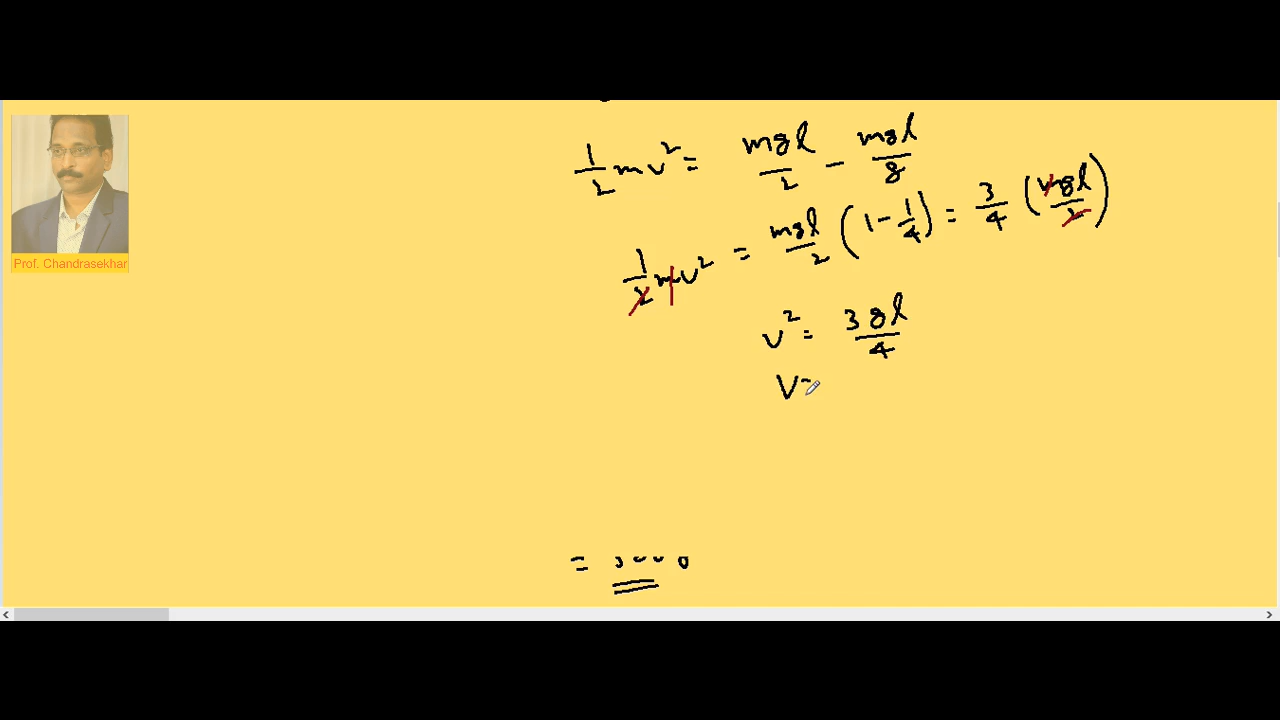 Prof. Chandrasekhar
1/2 mv² = mgl/2 - mgl/8
1/2 mv² = mgl/2 (1 - 1/4) = 3/4 (mgl/2)
v² = 3gl/4
V=
=